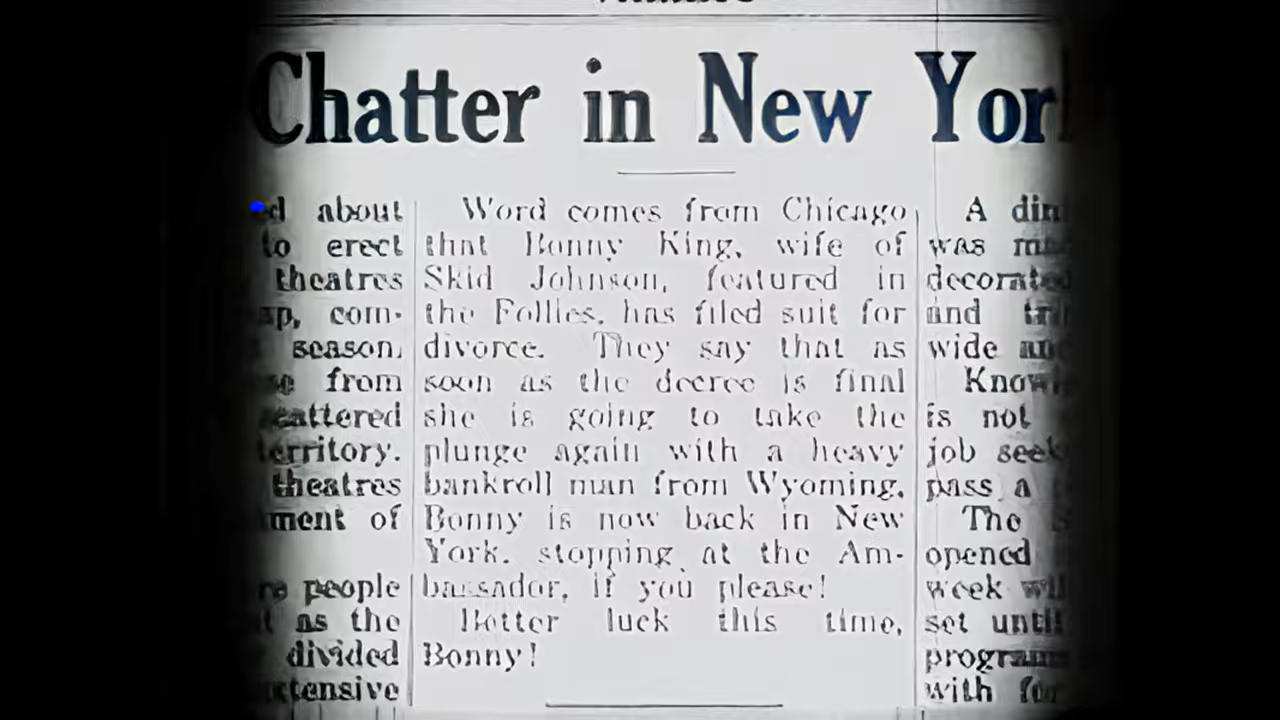 Chatter in New Yor
about
to erect
theatres
com-
season.
from
scattered
territory.
theatres
ment of
people
as the
divided
Word comes from Chicago
that Bonny King, wife of
Skid Johnson, featured in
the Follies, has filed suit for
divorce. They say that as
soon as the decree is final
she is going to take the
plunge again with a heavy
bankroll man from Wyoming.
Bonny is now back in New
York, stopping at the Am-
bassador, if you please!
Better luck this time,
Bonny!
A din
was
decorated
and
wide
is not
job seek
pass a
The
opened
week
set until
program
with